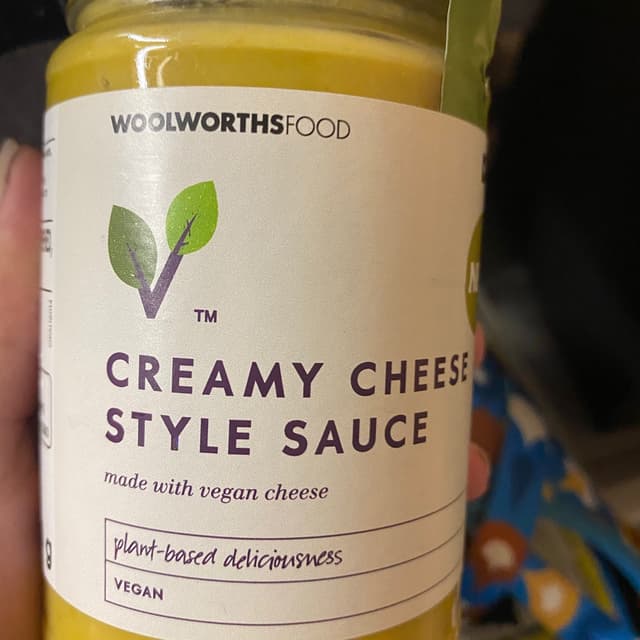 WOOLWORTHSFOOD
TM
CREAMY CHEESE
STYLE SAUCE
made with vegan cheese
plant-based deliciousness
VEGAN